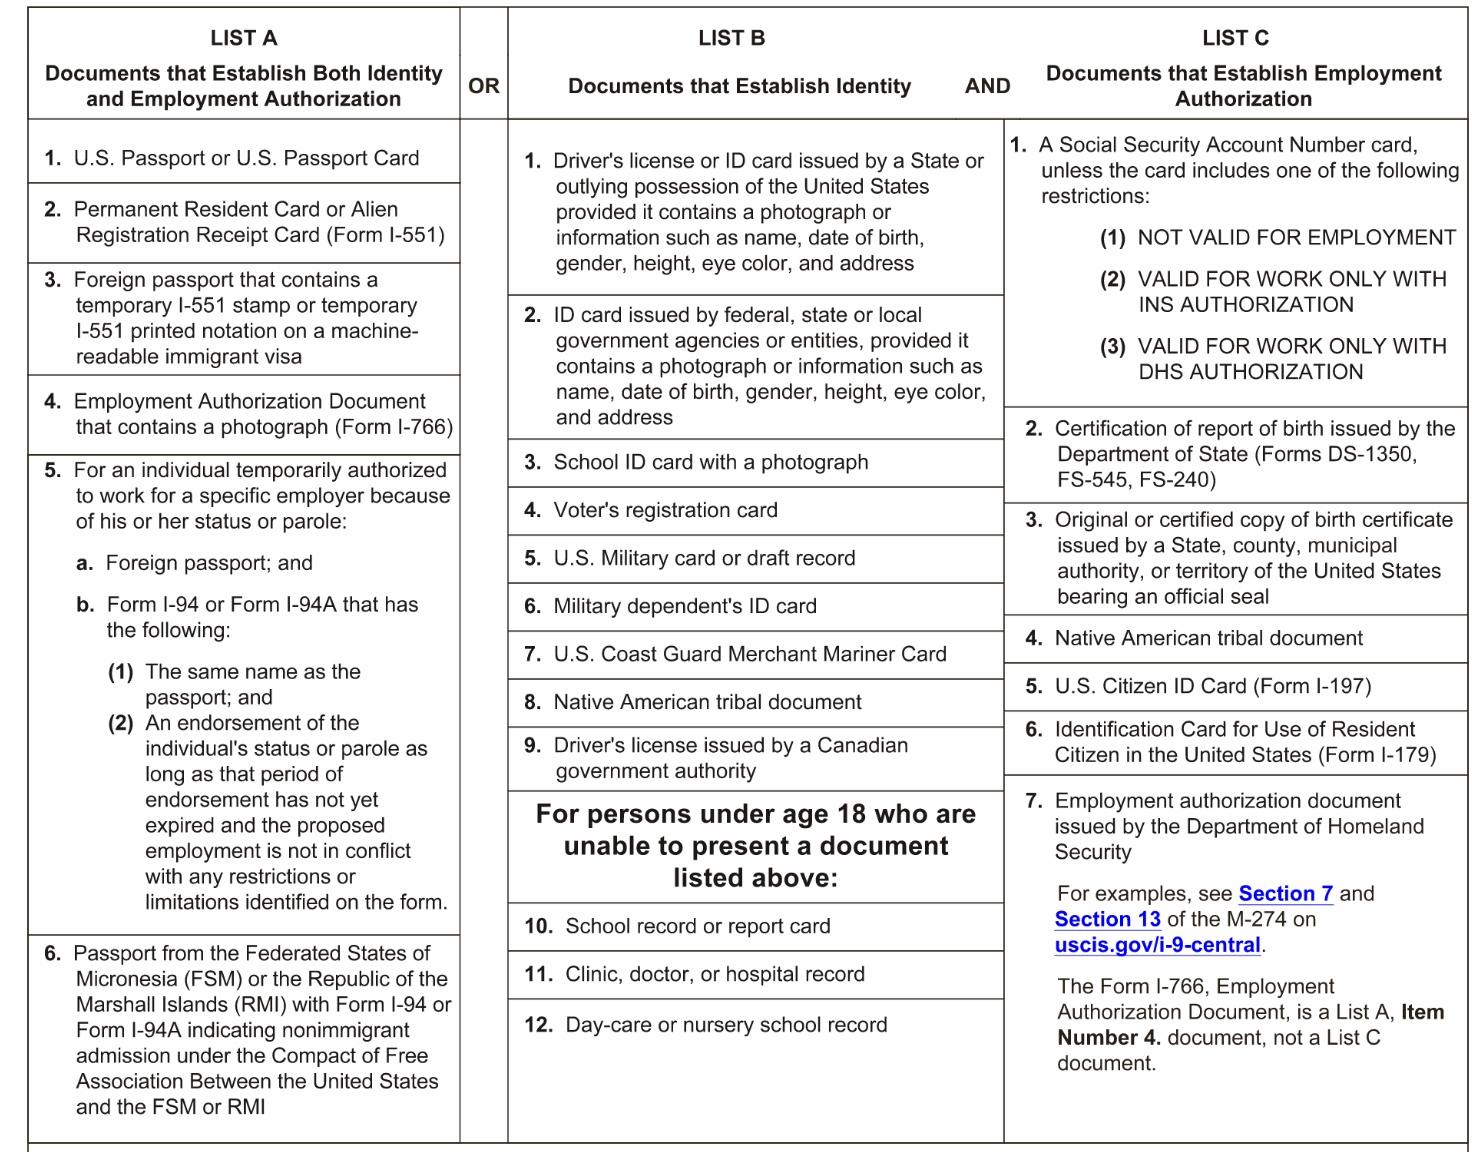 LIST A
Documents that Establish Both Identity
and Employment Authorization
OR
LIST B
Documents that Establish Identity
AND
LIST C
Documents that Establish Employment
Authorization
1. U.S. Passport or U.S. Passport Card
2. Permanent Resident Card or Alien
Registration Receipt Card (Form I-551)
3. Foreign passport that contains a
temporary I-551 stamp or temporary
I-551 printed notation on a machine-
readable immigrant visa
4. Employment Authorization Document
that contains a photograph (Form I-766)
5. For an individual temporarily authorized
to work for a specific employer because
of his or her status or parole:
a. Foreign passport; and
b. Form I-94 or Form I-94A that has
the following:
(1) The same name as the
passport; and
(2) An endorsement of the
individual's status or parole as
long as that period of
endorsement has not yet
expired and the proposed
employment is not in conflict
with any restrictions or
limitations identified on the form.
6. Passport from the Federated States of
Micronesia (FSM) or the Republic of the
Marshall Islands (RMI) with Form I-94 or
Form I-94A indicating nonimmigrant
admission under the Compact of Free
Association Between the United States
and the FSM or RMI
1. Driver's license or ID card issued by a State or
outlying possession of the United States
provided it contains a photograph or
information such as name, date of birth,
gender, height, eye color, and address
2. ID card issued by federal, state or local
government agencies or entities, provided it
contains a photograph or information such as
name, date of birth, gender, height, eye color,
and address
3. School ID card with a photograph
4. Voter's registration card
5. U.S. Military card or draft record
6. Military dependent's ID card
7. U.S. Coast Guard Merchant Mariner Card
8. Native American tribal document
9. Driver's license issued by a Canadian
government authority
For persons under age 18 who are
unable to present a document
listed above:
10. School record or report card
11. Clinic, doctor, or hospital record
12. Day-care or nursery school record
1. A Social Security Account Number card,
unless the card includes one of the following
restrictions:
(1) NOT VALID FOR EMPLOYMENT
(2) VALID FOR WORK ONLY WITH
INS AUTHORIZATION
(3) VALID FOR WORK ONLY WITH
DHS AUTHORIZATION
2. Certification of report of birth issued by the
Department of State (Forms DS-1350,
FS-545, FS-240)
3. Original or certified copy of birth certificate
issued by a State, county, municipal
authority, or territory of the United States
bearing an official seal
4. Native American tribal document
5. U.S. Citizen ID Card (Form I-197)
6. Identification Card for Use of Resident
Citizen in the United States (Form I-179)
7. Employment authorization document
issued by the Department of Homeland
Security
For examples, see Section 7 and
Section 13 of the M-274 on
uscis.gov/i-9-central.
The Form I-766, Employment
Authorization Document, is a List A, Item
Number 4. document, not a List C
document.